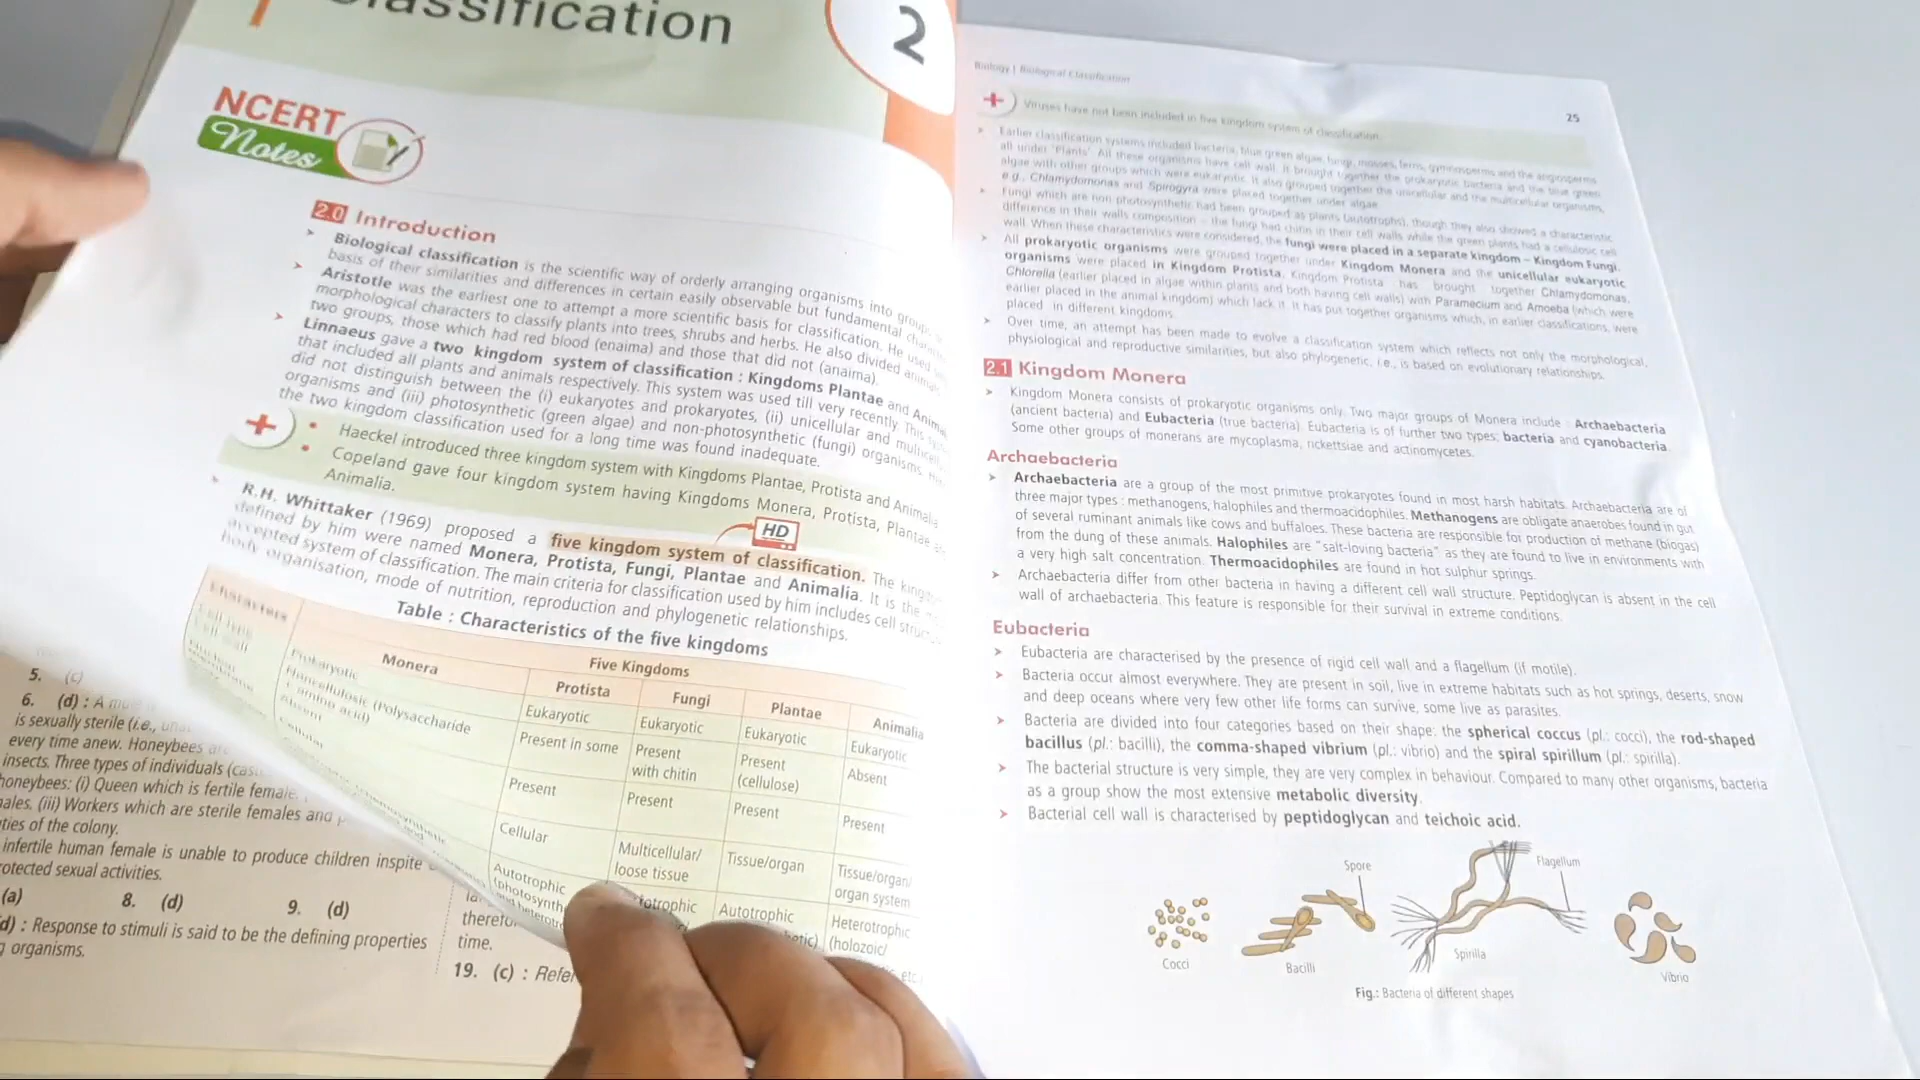 Classification
2
NCERT
Notes
2.0 Introduction
Biological classification is the scientific way of orderly arranging organisms into
basis of their similarities and differences in certain easily observable but fundamental
Aristotle was the earliest one to attempt a more scientific basis for classification. He used
morphological characters to classify plants into trees, shrubs and herbs. He also divided
two groups, those which had red blood (enaima) and those that did not (anaima).
Linnaeus gave a two kingdom system of classification : Kingdoms Plantae and
that included all plants and animals respectively. This system was used till very recently. This
did not distinguish between the (i) eukaryotes and prokaryotes, (ii) unicellular and
organisms and (iii) photosynthetic (green algae) and non-photosynthetic (fungi) organisms.
the two kingdom classification used for a long time was found inadequate.
Haeckel introduced three kingdom system with Kingdoms Plantae, Protista and
Copeland gave four kingdom system having Kingdoms Monera, Protista, Plantae
Animalia.
HD
R.H. Whittaker (1969) proposed a five kingdom system of classification. The
defined by him were named Monera, Protista, Fungi, Plantae and Animalia. It is the
accepted system of classification. The main criteria for classification used by him includes cell
body organisation, mode of nutrition, reproduction and phylogenetic relationships.
Table : Characteristics of the five kingdoms
Characters
Five Kingdoms
Monera
Protista
Fungi
Plantae
Animalia
Prokaryotic
Eukaryotic
Eukaryotic
Eukaryotic
Eukaryotic
Noncellulosic (Polysaccharide
+ amino acid)
Present in some
Present
with chitin
Present
(cellulose)
Absent
Absent
Present
Present
Present
Present
Cellular
Cellular
Multicellular/
loose tissue
Tissue/organ
Tissue/organ/
organ system
Autotrophic
Autotrophic
Heterotrophic
(holozoic/
5. (c)
6. (d) : A
is sexually sterile (i.e.,
every time anew. Honeybees are
insects. Three types of individuals
honeybees: (i) Queen which is fertile female.
(iii) Workers which are sterile females and
of the colony.
infertile human female is unable to produce children inspite
sexual activities.
(a) 8. (d) 9. (d)
: Response to stimuli is said to be the defining properties
organisms.
time.
19. (c) :
Biology | Biological Classification
25
Viruses have not been included in five kingdom system of classification.
Earlier classification systems included bacteria, blue green algae, fungi, mosses, ferns, gymnosperms and the angiosperms
all under 'Plants'. All these organisms have cell wall. It brought together the prokaryotic bacteria and the blue green
algae with other groups which were eukaryotic. It also grouped together the unicellular and the multicellular organisms,
e.g., Chlamydomonas and Spirogyra were placed together under algae.
Fungi which are non photosynthetic had been grouped as plants (autotrophs), though they also showed a characteristic
difference in their walls composition – the fungi had chitin in their cell walls while the green plants had a cellulosic cell
wall. When these characteristics were considered, the fungi were placed in a separate kingdom – Kingdom Fungi.
All prokaryotic organisms were grouped together under Kingdom Monera and the unicellular eukaryotic
organisms were placed in Kingdom Protista. Kingdom Protista has brought together Chlamydomonas,
Chlorella (earlier placed in algae within plants and both having cell walls) with Paramecium and Amoeba (which were
earlier placed in the animal kingdom) which lack it. It has put together organisms which, in earlier classifications, were
placed in different kingdoms.
Over time, an attempt has been made to evolve a classification system which reflects not only the morphological,
physiological and reproductive similarities, but also phylogenetic, i.e., is based on evolutionary relationships.
2.1 Kingdom Monera
Kingdom Monera consists of prokaryotic organisms only. Two major groups of Monera include : Archaebacteria
(ancient bacteria) and Eubacteria (true bacteria). Eubacteria is of further two types; bacteria and cyanobacteria.
Some other groups of monerans are mycoplasma, rickettsiae and actinomycetes.
Archaebacteria
Archaebacteria are a group of the most primitive prokaryotes found in most harsh habitats. Archaebacteria are of
three major types : methanogens, halophiles and thermoacidophiles. Methanogens are obligate anaerobes found in gut
of several ruminant animals like cows and buffaloes. These bacteria are responsible for production of methane (biogas)
from the dung of these animals. Halophiles are "salt-loving bacteria" as they are found to live in environments with
a very high salt concentration. Thermoacidophiles are found in hot sulphur springs.
Archaebacteria differ from other bacteria in having a different cell wall structure. Peptidoglycan is absent in the cell
wall of archaebacteria. This feature is responsible for their survival in extreme conditions.
Eubacteria
Eubacteria are characterised by the presence of rigid cell wall and a flagellum (if motile).
Bacteria occur almost everywhere. They are present in soil, live in extreme habitats such as hot springs, deserts, snow
and deep oceans where very few other life forms can survive, some live as parasites.
Bacteria are divided into four categories based on their shape: the spherical coccus (pl.: cocci), the rod-shaped
bacillus (pl.: bacilli), the comma-shaped vibrium (pl.: vibrio) and the spiral spirillum (pl.: spirilla).
The bacterial structure is very simple, they are very complex in behaviour. Compared to many other organisms, bacteria
as a group show the most extensive metabolic diversity.
Bacterial cell wall is characterised by peptidoglycan and teichoic acid.
Spore
Flagellum
Cocci
Bacilli
Spirilla
Vibrio
Fig.: Bacteria of different shapes